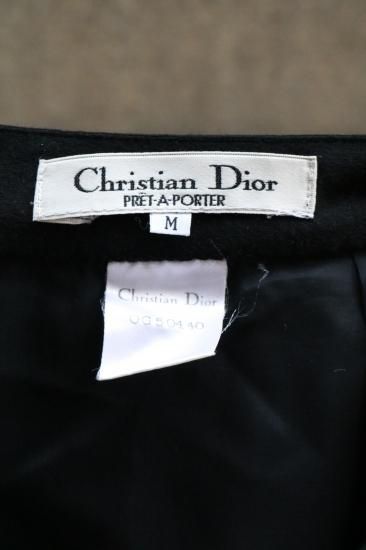 Christian Dior
PRÊT-À-PORTER
M
Christian Dior
OG50440